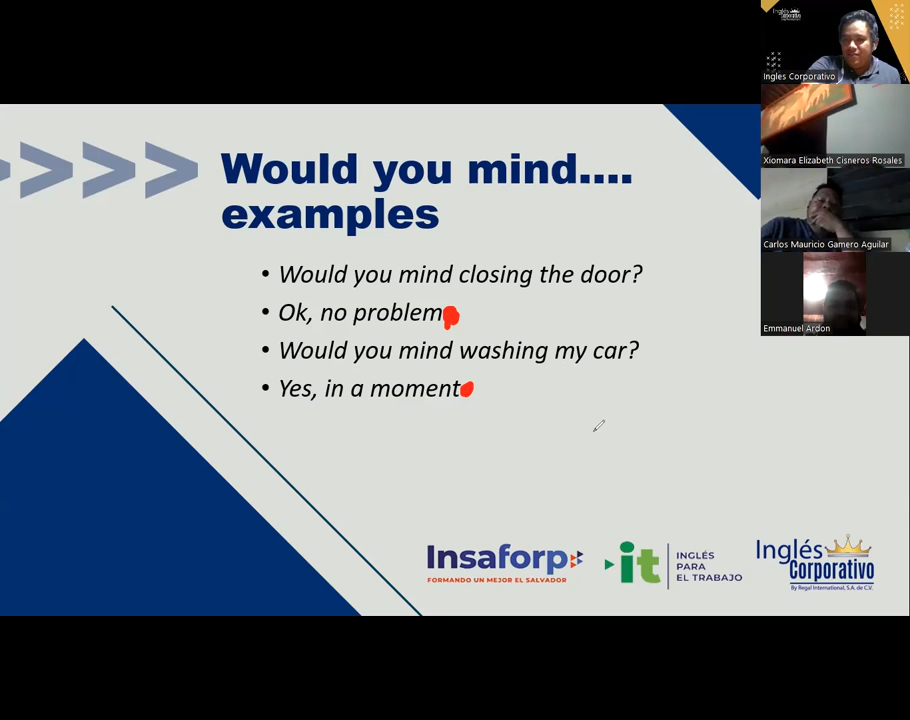 >>>>
Would you mind....
examples
• Would you mind closing the door?
• Ok, no problem
• Would you mind washing my car?
• Yes, in a moment
Insaforp
FORMANDO UN MEJOR EL SALVADOR
it
INGLÉS
PARA
EL TRABAJO
Inglés
Corporativo
By Regal International, S.A. de C.V.
Inglés
Corporativo
Ingles Corporativo
Xiomara Elizabeth Cisneros Rosales
Carlos Mauricio Gamero Aguilar
Emmanuel Ardon